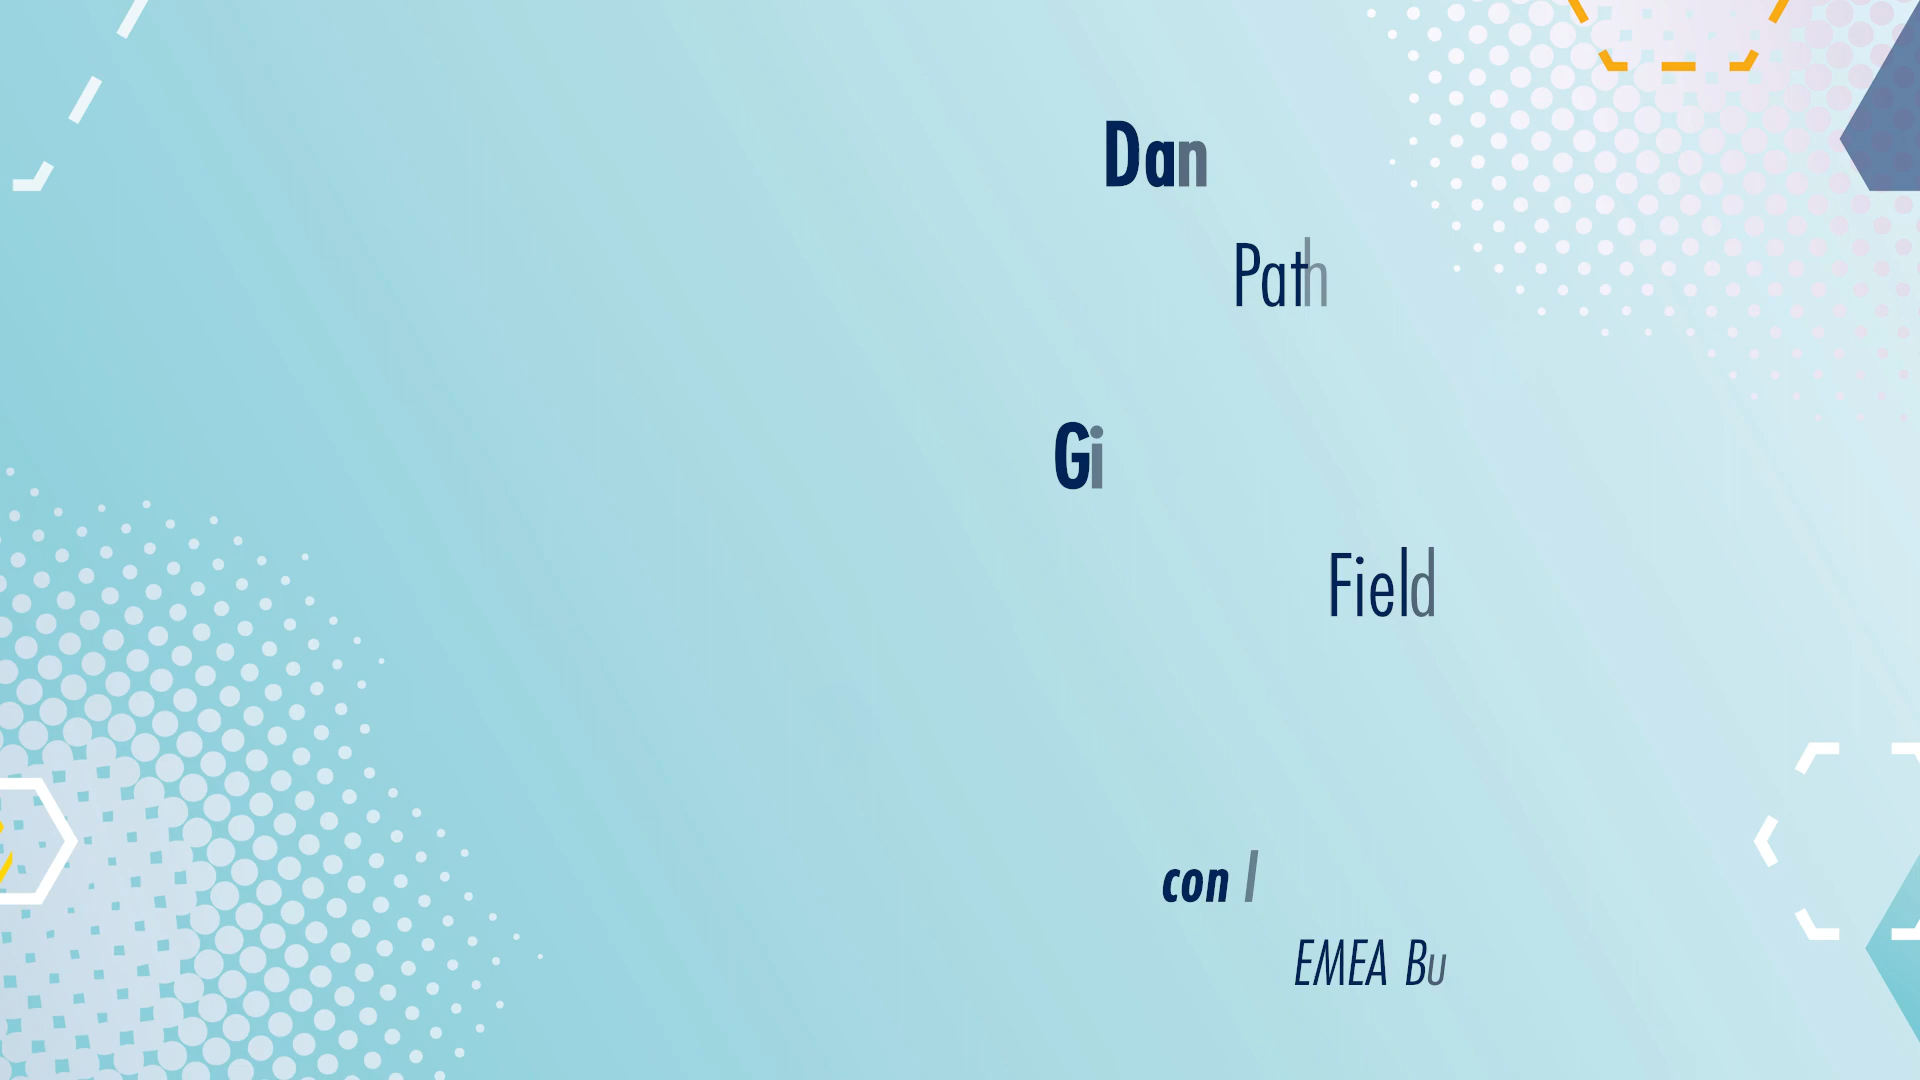 Dan
Path
Gi
Field
con I
EMEA Bu